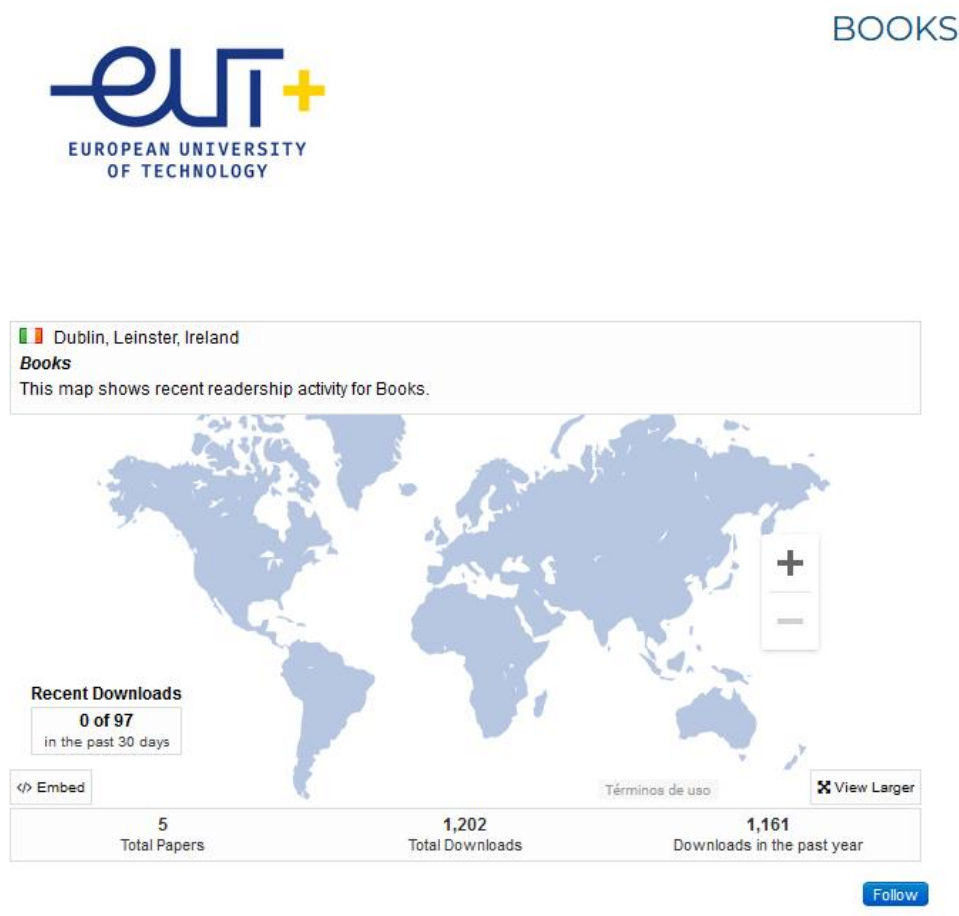 BOOKS
eut+
EUROPEAN UNIVERSITY
OF TECHNOLOGY
Dublin, Leinster, Ireland
Books
This map shows recent readership activity for Books.
+
−
Recent Downloads
0 of 97
in the past 30 days
</> Embed
Términos de uso
View Larger
5
Total Papers
1,202
Total Downloads
1,161
Downloads in the past year
Follow